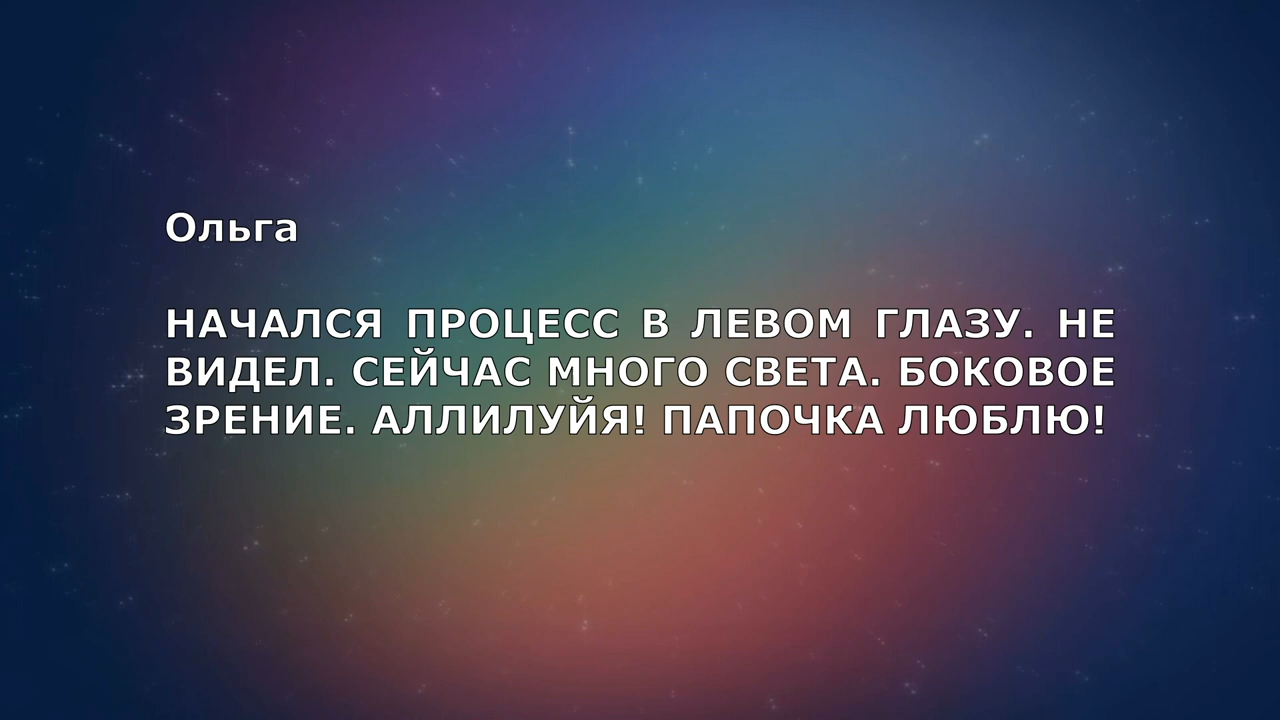 Ольга
НАЧАЛСЯ ПРОЦЕСС В ЛЕВОМ ГЛАЗУ. НЕ
ВИДЕЛ. СЕЙЧАС МНОГО СВЕТА. БОКОВОЕ
ЗРЕНИЕ. АЛЛИЛУЙЯ! ПАПОЧКА ЛЮБЛЮ!